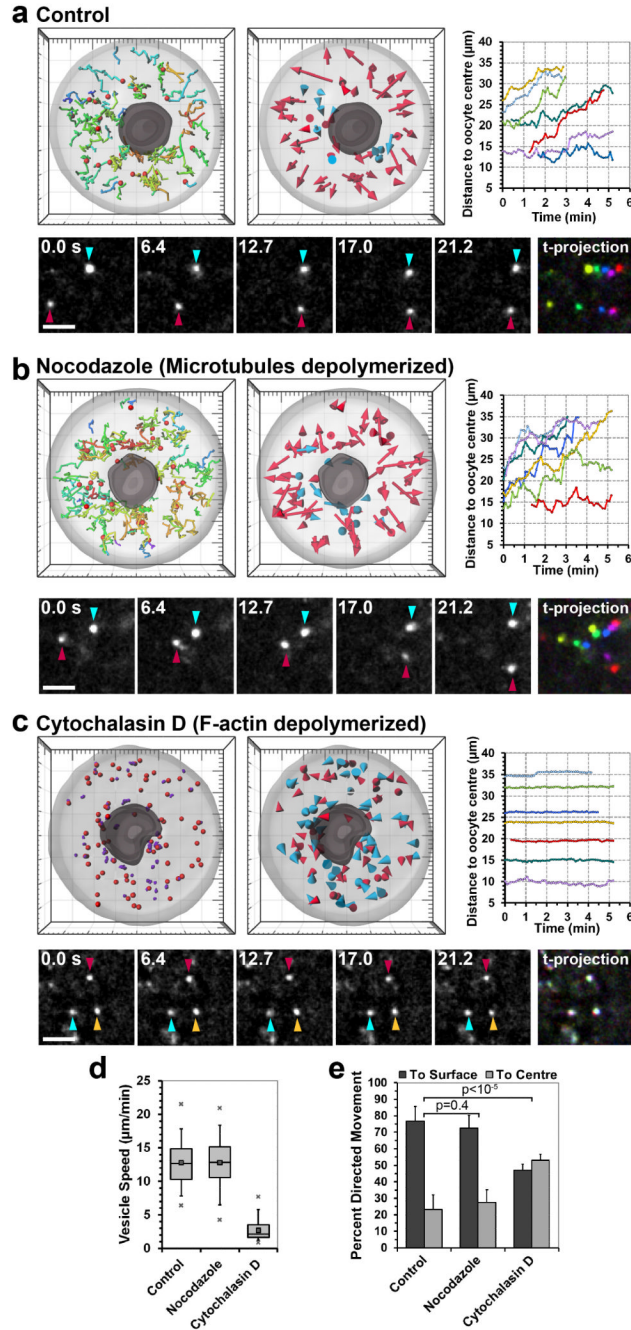 a Control
Distance to oocyte centre (µm)
40
35
30
25
20
15
10
5
0 1 2 3 4 5 6
Time (min)
0.0 s 6.4 12.7 17.0 21.2 t-projection
b Nocodazole (Microtubules depolymerized)
Distance to oocyte centre (µm)
40
35
30
25
20
15
10
5
0 1 2 3 4 5 6
Time (min)
0.0 s 6.4 12.7 17.0 21.2 t-projection
c Cytochalasin D (F-actin depolymerized)
Distance to oocyte centre (µm)
40
35
30
25
20
15
10
5
0 1 2 3 4 5 6
Time (min)
0.0 s 6.4 12.7 17.0 21.2 t-projection
d
Vesicle Speed (µm/min)
25
20
15
10
5
0
Control
Nocodazole
Cytochalasin D
e
To Surface To Centre
Percent Directed Movement
100
90
80
70
60
50
40
30
20
10
0
p<10-5
p=0.4
Control
Nocodazole
Cytochalasin D